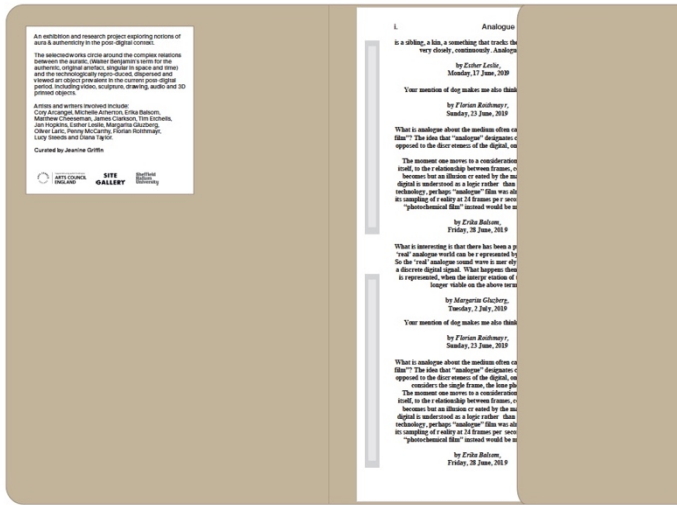 An exhibition and research project exploring notions of
aura & authenticity in the post-digital context.
The selected works circle around the complex relations
between the auratic, (Walter Benjamin's term for the
authentic, original artefact, singular in space and time)
and the technologically repro-duced, dispersed and
viewed art object prevalent in the current post-digital
period. Including video, sculpture, drawing, audio and 3D
printed objects.
Artists and writers involved include:
Cory Arcangel, Michelle Atherton, Erika Balsom,
Matthew Cheeseman, James Clarkson, Tim Etchells,
Jan Hopkins, Esther Leslie, Margarita Gluzberg,
Oliver Laric, Penny McCarthy, Florian Roithmayr,
Lucy Steeds and Diana Taylor.
Curated by Jeanine Griffin
ARTS COUNCIL
ENGLAND
SITE
GALLERY
Sheffield
Hallam
University
i. Analogue
is a sibling, a kin, a something that tracks the
very closely, continuously. Analogu
by Esther Leslie,
Monday, 17 June, 2019
Your mention of dog makes me also think
by Florian Roithmayr,
Sunday, 23 June, 2019
What is analogue about the medium often ca
film"? The idea that "analogue" designates c
opposed to the discr eteness of the digital, on
The moment one moves to a consideration
itself, to the relationship between frames, c
becomes but an illusion cr eated by the ma
digital is understood as a logic rather than
technology, perhaps "analogue" film was alr
its sampling of reality at 24 frames per seco
"photochemical film" instead would be m
by Erika Balsom,
Friday, 28 June, 2019
What is interesting is that there has been a p
'real' analogue world can be r epresented by
So the 'real' analogue sound wave is mer ely
a discrete digital signal. What happens then
is represented, when the interpr etation of
longer viable on the above term
by Margarita Gluzberg,
Tuesday, 2 July, 2019
Your mention of dog makes me also think
by Florian Roithmayr,
Sunday, 23 June, 2019
What is analogue about the medium often ca
film"? The idea that "analogue" designates c
opposed to the discr eteness of the digital, on
considers the single frame, the lone pho
The moment one moves to a consideration
itself, to the r elationship between frames, c
becomes but an illusion cr eated by the ma
digital is understood as a logic rather than
technology, perhaps "analogue" film was alr
its sampling of r eality at 24 frames per seco
"photochemical film" instead would be m
by Erika Balsom,
Friday, 28 June, 2019